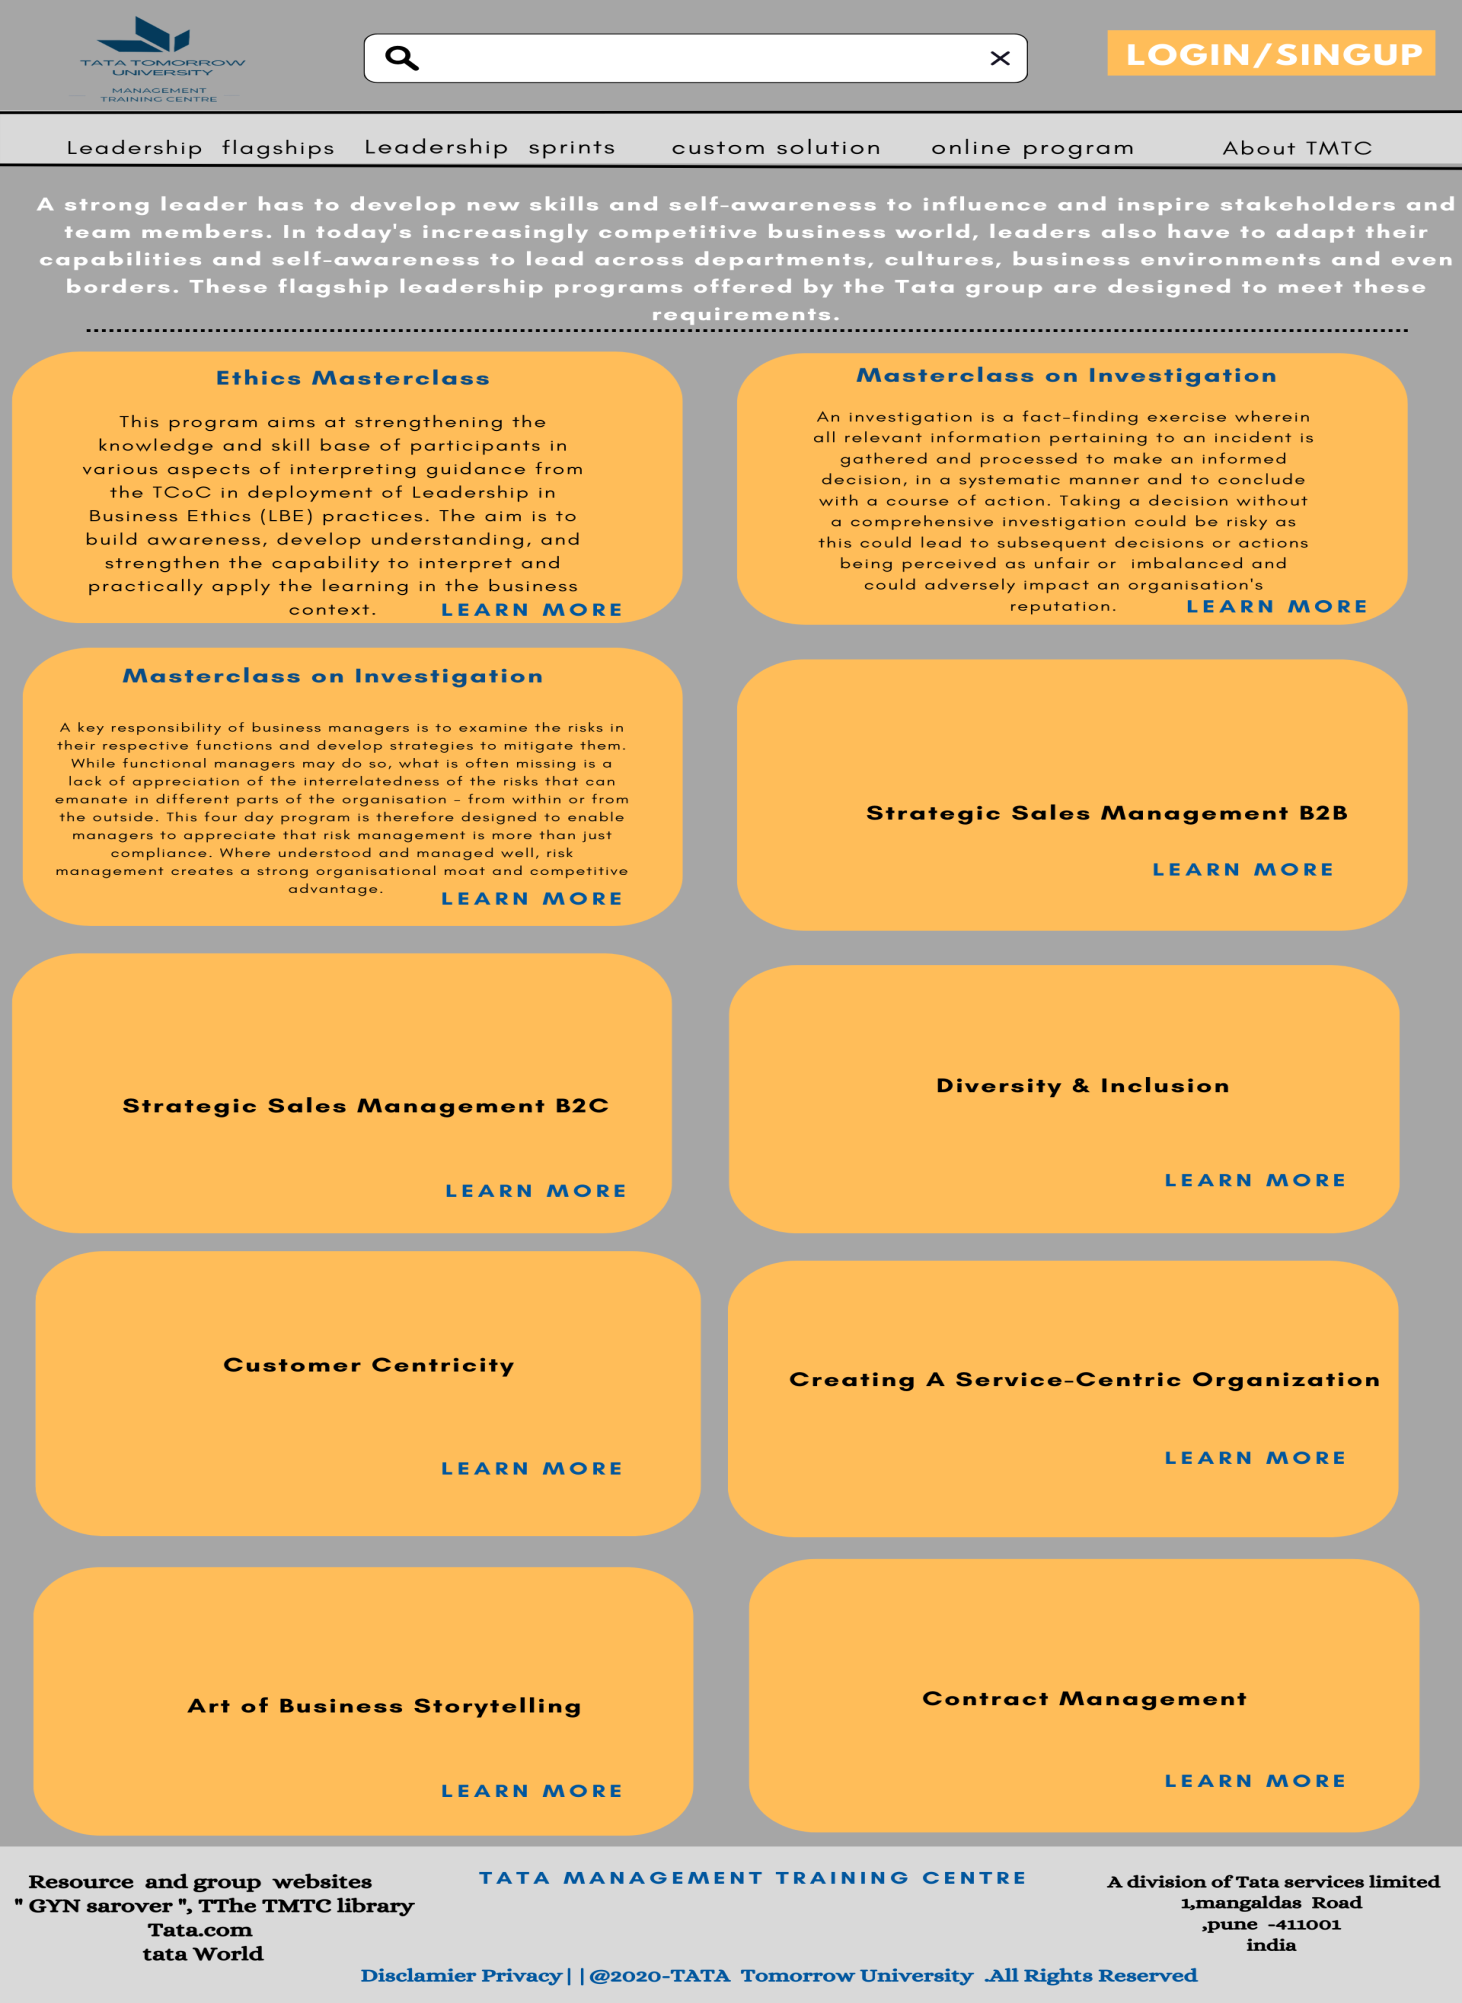 TATA TOMORROW
UNIVERSITY
MANAGEMENT
TRAINING CENTRE
LOGIN/SINGUP
Leadership flagships
Leadership sprints
custom solution
online program
About TMTC
A strong leader has to develop new skills and self-awareness to influence and inspire stakeholders and
team members. In today's increasingly competitive business world, leaders also have to adapt their
capabilities and self-awareness to lead across departments, cultures, business environments and even
borders. These flagship leadership programs offered by the Tata group are designed to meet these
requirements.
Ethics Masterclass
This program aims at strengthening the
knowledge and skill base of participants in
various aspects of interpreting guidance from
the TCoC in deployment of Leadership in
Business Ethics (LBE) practices. The aim is to
build awareness, develop understanding, and
strengthen the capability to interpret and
practically apply the learning in the business
context.
LEARN MORE
Masterclass on Investigation
An investigation is a fact-finding exercise wherein
all relevant information pertaining to an incident is
gathered and processed to make an informed
decision, in a systematic manner and to conclude
with a course of action. Taking a decision without
a comprehensive investigation could be risky as
this could lead to subsequent decisions or actions
being perceived as unfair or imbalanced and
could adversely impact an organisation's
reputation.
LEARN MORE
Masterclass on Investigation
A key responsibility of business managers is to examine the risks in
their respective functions and develop strategies to mitigate them.
While functional managers may do so, what is often missing is a
lack of appreciation of the interrelatedness of the risks that can
emanate in different parts of the organisation - from within or from
the outside. This four day program is therefore designed to enable
managers to appreciate that risk management is more than just
compliance. Where understood and managed well, risk
management creates a strong organisational moat and competitive
advantage.
LEARN MORE
Strategic Sales Management B2B
LEARN MORE
Strategic Sales Management B2C
LEARN MORE
Diversity & Inclusion
LEARN MORE
Customer Centricity
LEARN MORE
Creating A Service-Centric Organization
LEARN MORE
Art of Business Storytelling
LEARN MORE
Contract Management
LEARN MORE
Resource and group websites
" GYN sarover ", TThe TMTC library
Tata.com
tata World
TATA MANAGEMENT TRAINING CENTRE
A division of Tata services limited
1,mangaldas Road
,pune -411001
india
Disclamier Privacy||@2020-TATA Tomorrow University .All Rights Reserved